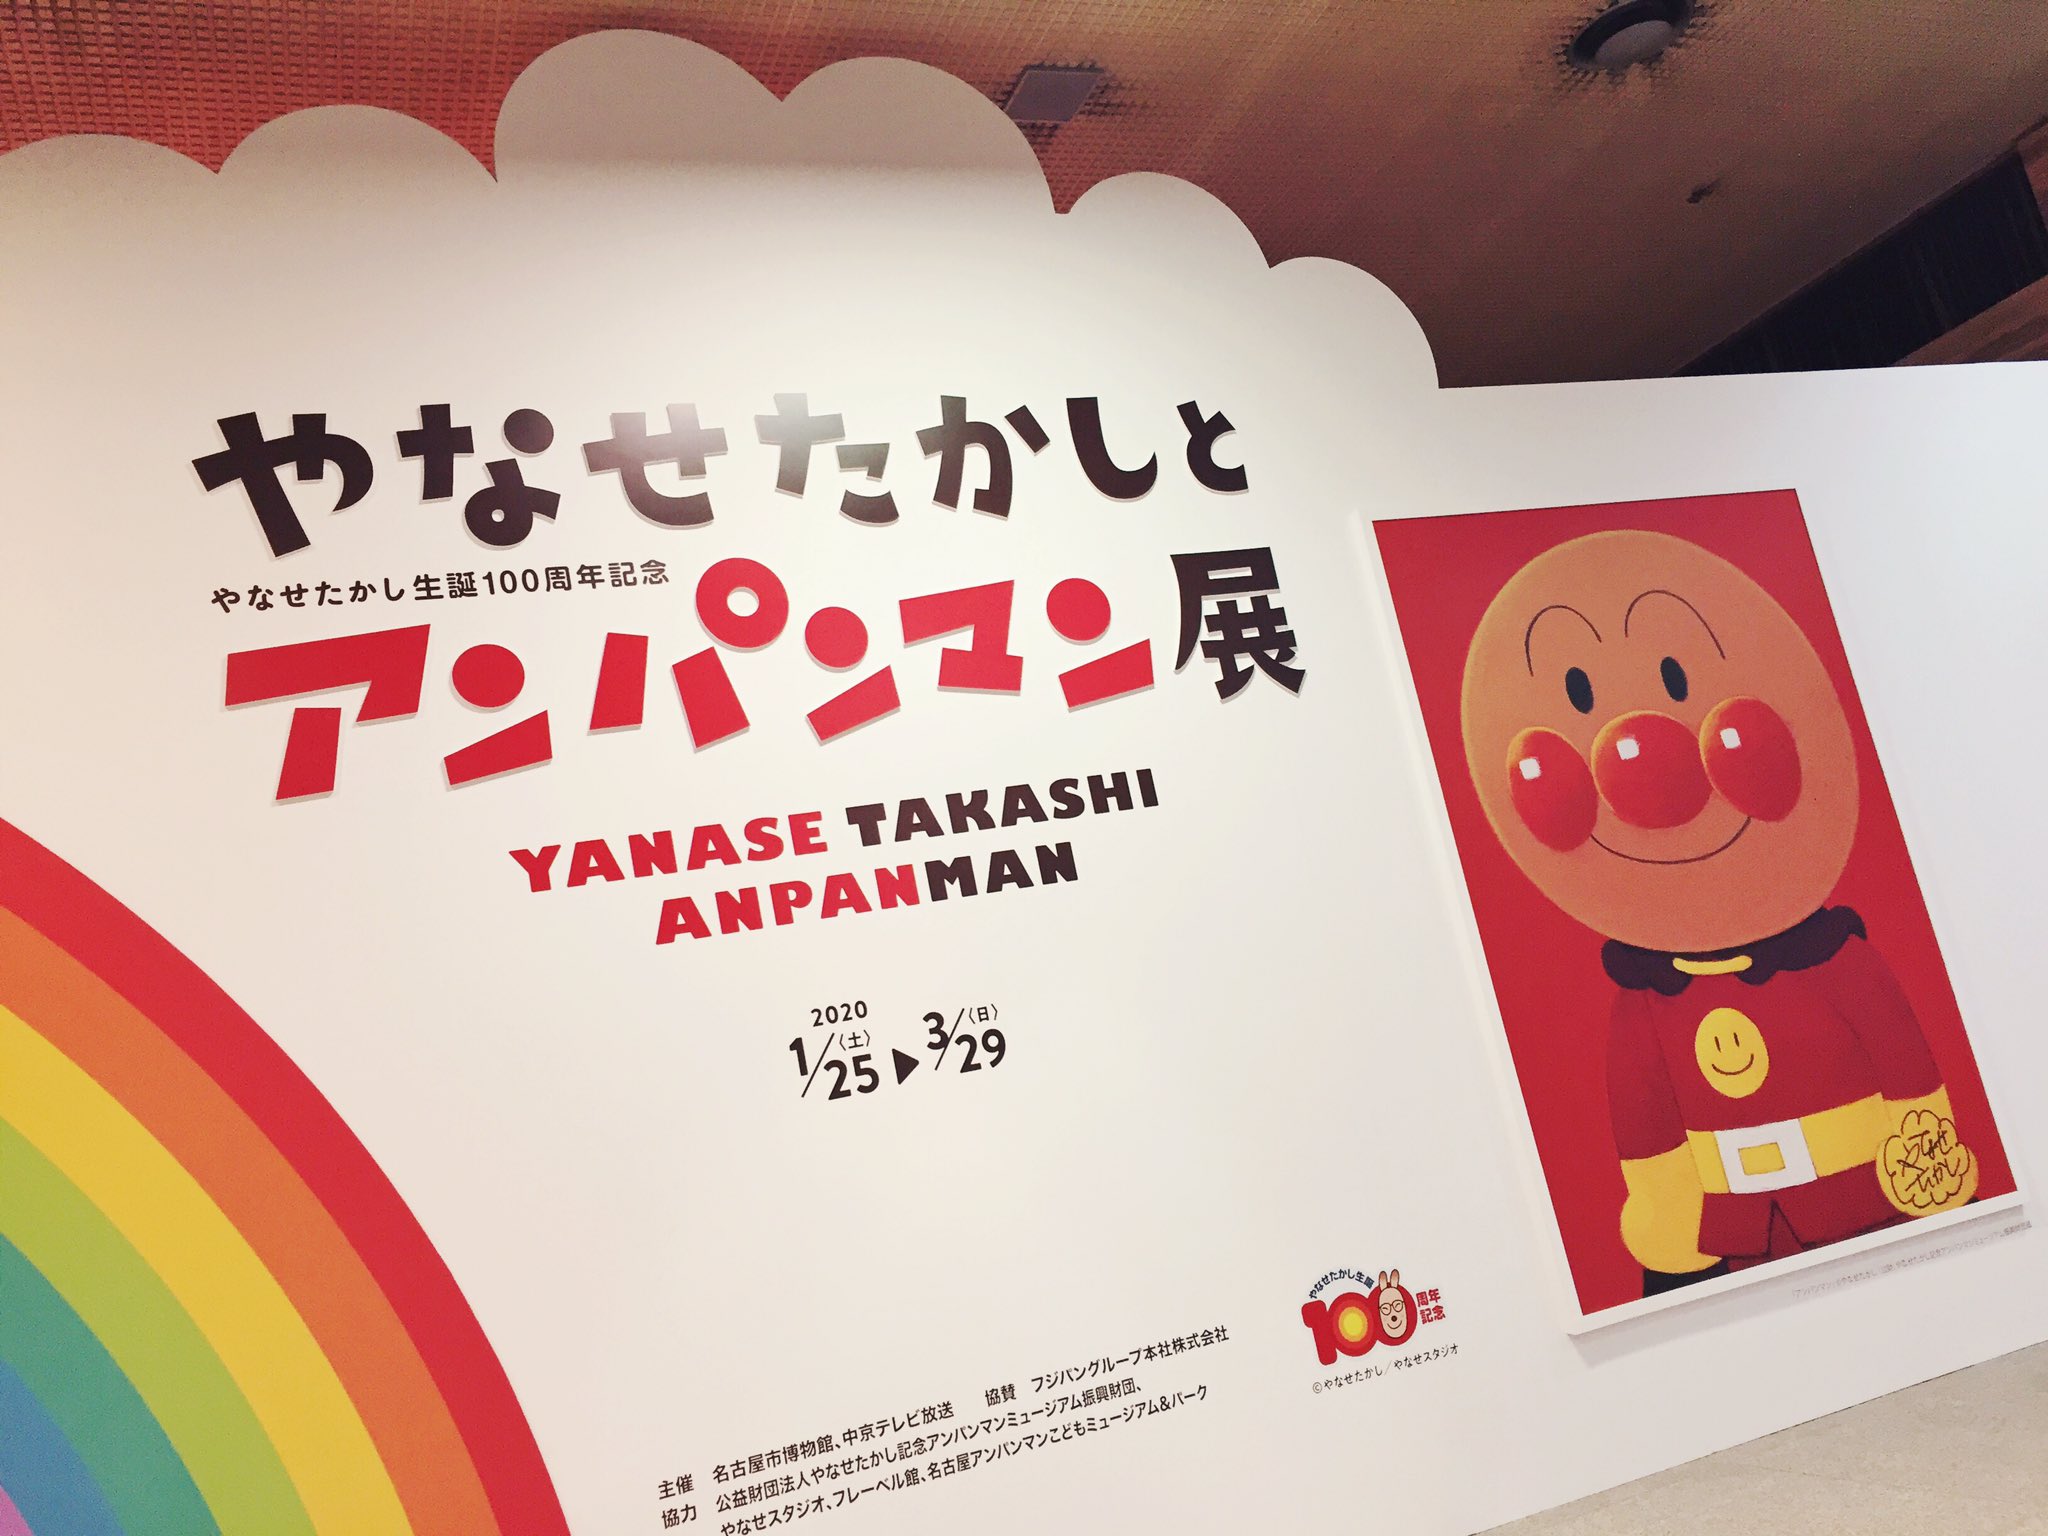 やなせたかしと
やなせたかし生誕100周年記念
アンパンマン展
YANASE TAKASHI
ANPANMAN
2020
1/25〈土〉▶3/29〈日〉
やなせたかし
やなせたかし生誕
100周年
記念
©やなせたかし／やなせスタジオ
主催 名古屋市博物館、中京テレビ放送 協賛 フジパングループ本社株式会社
協力 公益財団法人やなせたかし記念アンパンマンミュージアム振興財団、
やなせスタジオ、フレーベル館、名古屋アンパンマンこどもミュージアム&パーク